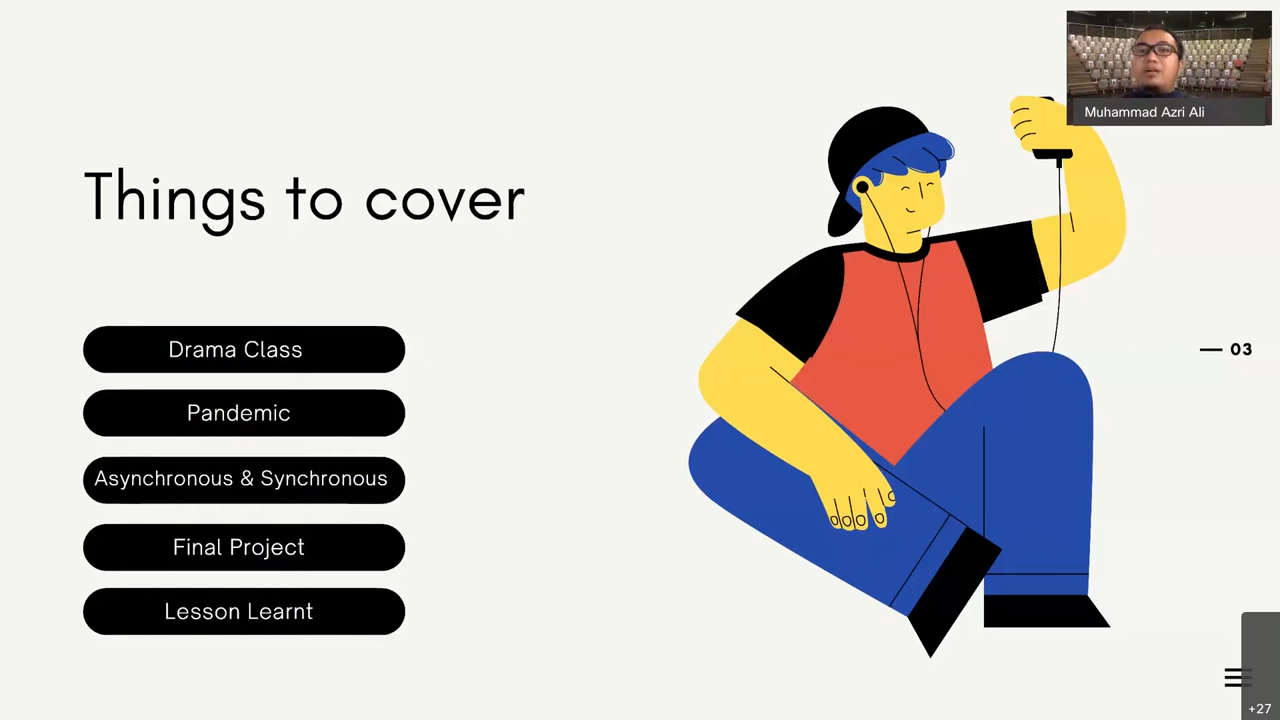 Muhammad Azri Ali
Things to cover
Drama Class
Pandemic
Asynchronous & Synchronous
Final Project
Lesson Learnt
03
+27